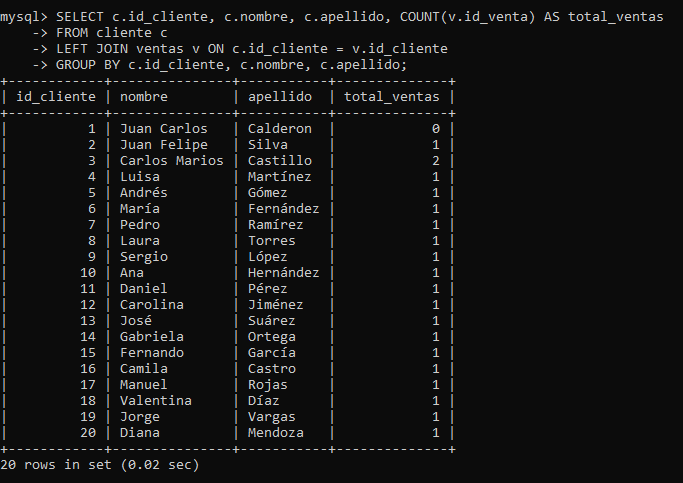 mysql> SELECT c.id_cliente, c.nombre, c.apellido, COUNT(v.id_venta) AS total_ventas
    -> FROM cliente c
    -> LEFT JOIN ventas v ON c.id_cliente = v.id_cliente
    -> GROUP BY c.id_cliente, c.nombre, c.apellido;
+------------+---------------+-----------+--------------+
| id_cliente | nombre        | apellido  | total_ventas |
+------------+---------------+-----------+--------------+
|          1 | Juan Carlos   | Calderon  |            0 |
|          2 | Juan Felipe   | Silva     |            1 |
|          3 | Carlos Marios | Castillo  |            2 |
|          4 | Luisa         | Martínez  |            1 |
|          5 | Andrés        | Gómez     |            1 |
|          6 | María         | Fernández |            1 |
|          7 | Pedro         | Ramírez   |            1 |
|          8 | Laura         | Torres    |            1 |
|          9 | Sergio        | López     |            1 |
|         10 | Ana           | Hernández |            1 |
|         11 | Daniel        | Pérez     |            1 |
|         12 | Carolina      | Jiménez   |            1 |
|         13 | José          | Suárez    |            1 |
|         14 | Gabriela      | Ortega    |            1 |
|         15 | Fernando      | García    |            1 |
|         16 | Camila        | Castro    |            1 |
|         17 | Manuel        | Rojas     |            1 |
|         18 | Valentina     | Díaz      |            1 |
|         19 | Jorge         | Vargas    |            1 |
|         20 | Diana         | Mendoza   |            1 |
+------------+---------------+-----------+--------------+
20 rows in set (0.02 sec)